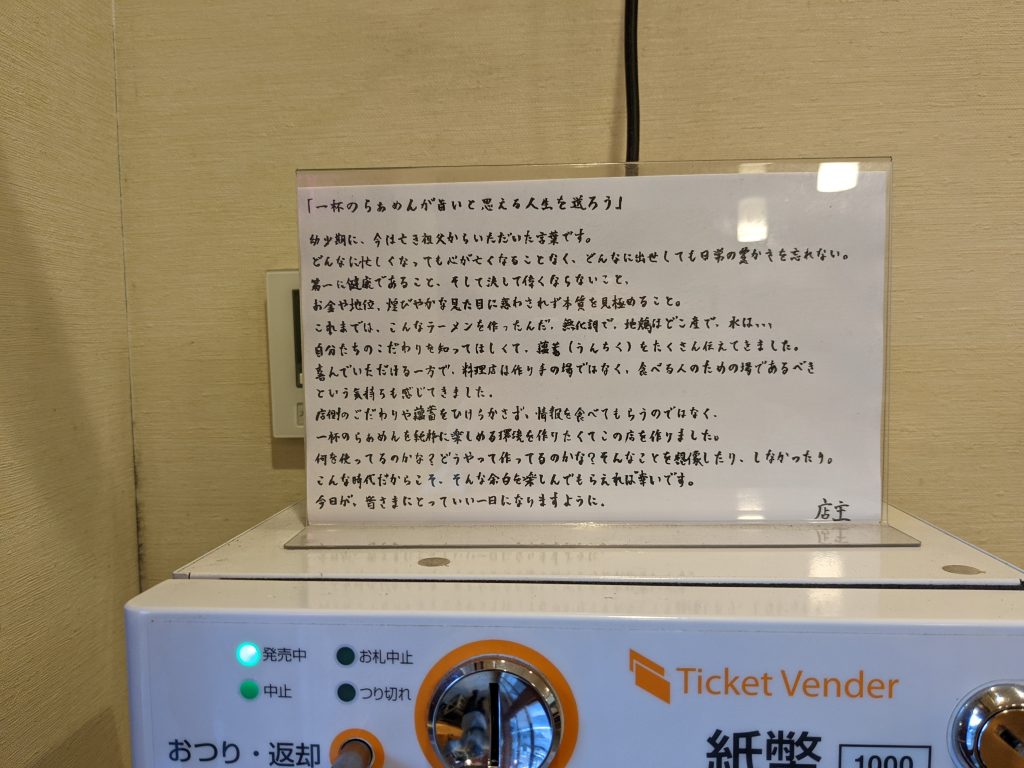 「一杯のらぁめんが旨いと思える人生を送ろう」
幼少期に、今は亡き祖父からいただいた言葉です。
どんなに忙しくなっても心が亡くなることなく、どんなに出世しても日常の豊かさを忘れない。
第一に健康であること、そして決して偉くならないこと、
お金や地位、煌びやかな見た目に惑わされず本質を見極めること。
これまでは、こんなラーメンを作ったんだ、無化調で、地鶏はどこ産で、水は、、、
自分たちのこだわりを知ってほしくて、蘊蓄(うんちく)をたくさん伝えてきました。
喜んでいただける一方で、料理店は作り手の場ではなく、食べる人のための場であるべき
という気持ちも感じてきました。
店側のこだわりや蘊蓄をひけらかさず、情報を食べてもらうのではなく、
一杯のらぁめんを純粋に楽しめる環境を作りたくてこの店を作りました。
何を使ってるのかな?どうやって作ってるのかな?そんなことを想像したり、しなかったり。
こんな時代だからこそ、そんな余白を楽しんでもらえれば幸いです。
今日が、皆さまにとっていい一日になりますように。
店主
発売中 お札中止
中止 つり切れ
Ticket Vender
おつり・返却
紙幣 1000